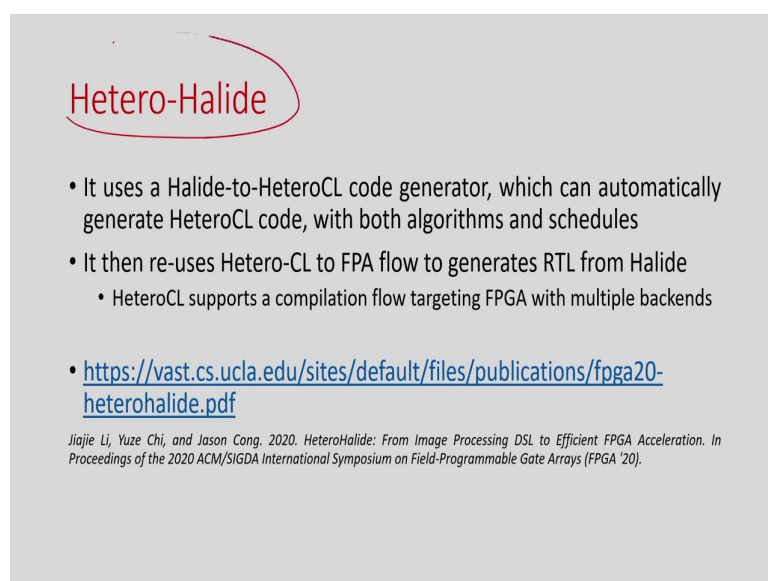 Hetero-Halide
• It uses a Halide-to-HeteroCL code generator, which can automatically
generate HeteroCL code, with both algorithms and schedules
• It then re-uses Hetero-CL to FPA flow to generates RTL from Halide
• HeteroCL supports a compilation flow targeting FPGA with multiple backends
• https://vast.cs.ucla.edu/sites/default/files/publications/fpga20-
heterohalide.pdf
Jiajie Li, Yuze Chi, and Jason Cong. 2020. HeteroHalide: From Image Processing DSL to Efficient FPGA Acceleration. In
Proceedings of the 2020 ACM/SIGDA International Symposium on Field-Programmable Gate Arrays (FPGA '20).